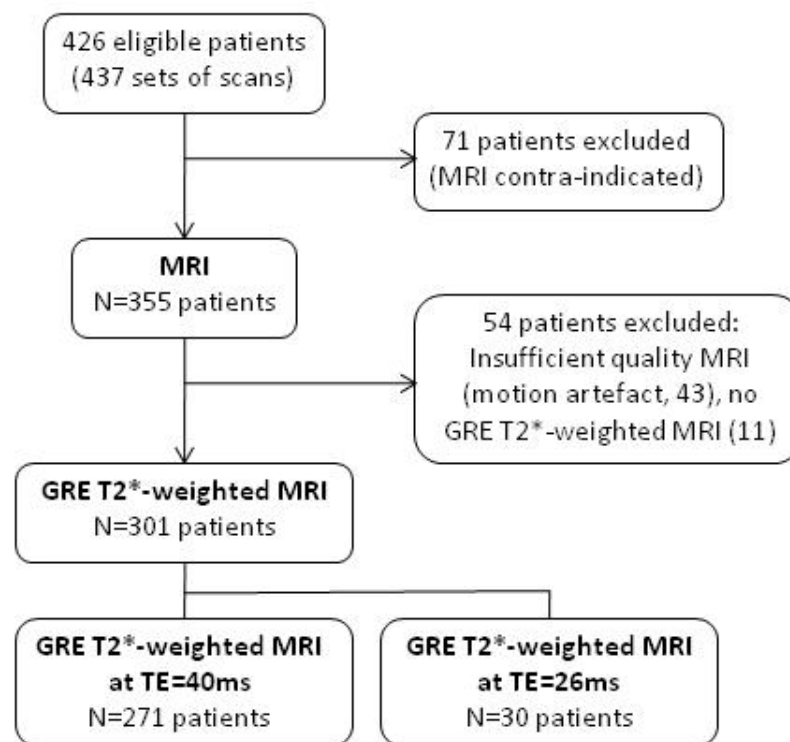 426 eligible patients
(437 sets of scans)
71 patients excluded
(MRI contra-indicated)
MRI
N=355 patients
54 patients excluded:
Insufficient quality MRI
(motion artefact, 43), no
GRE T2*-weighted MRI (11)
GRE T2*-weighted MRI
N=301 patients
GRE T2*-weighted MRI
at TE=40ms
N=271 patients
GRE T2*-weighted MRI
at TE=26ms
N=30 patients